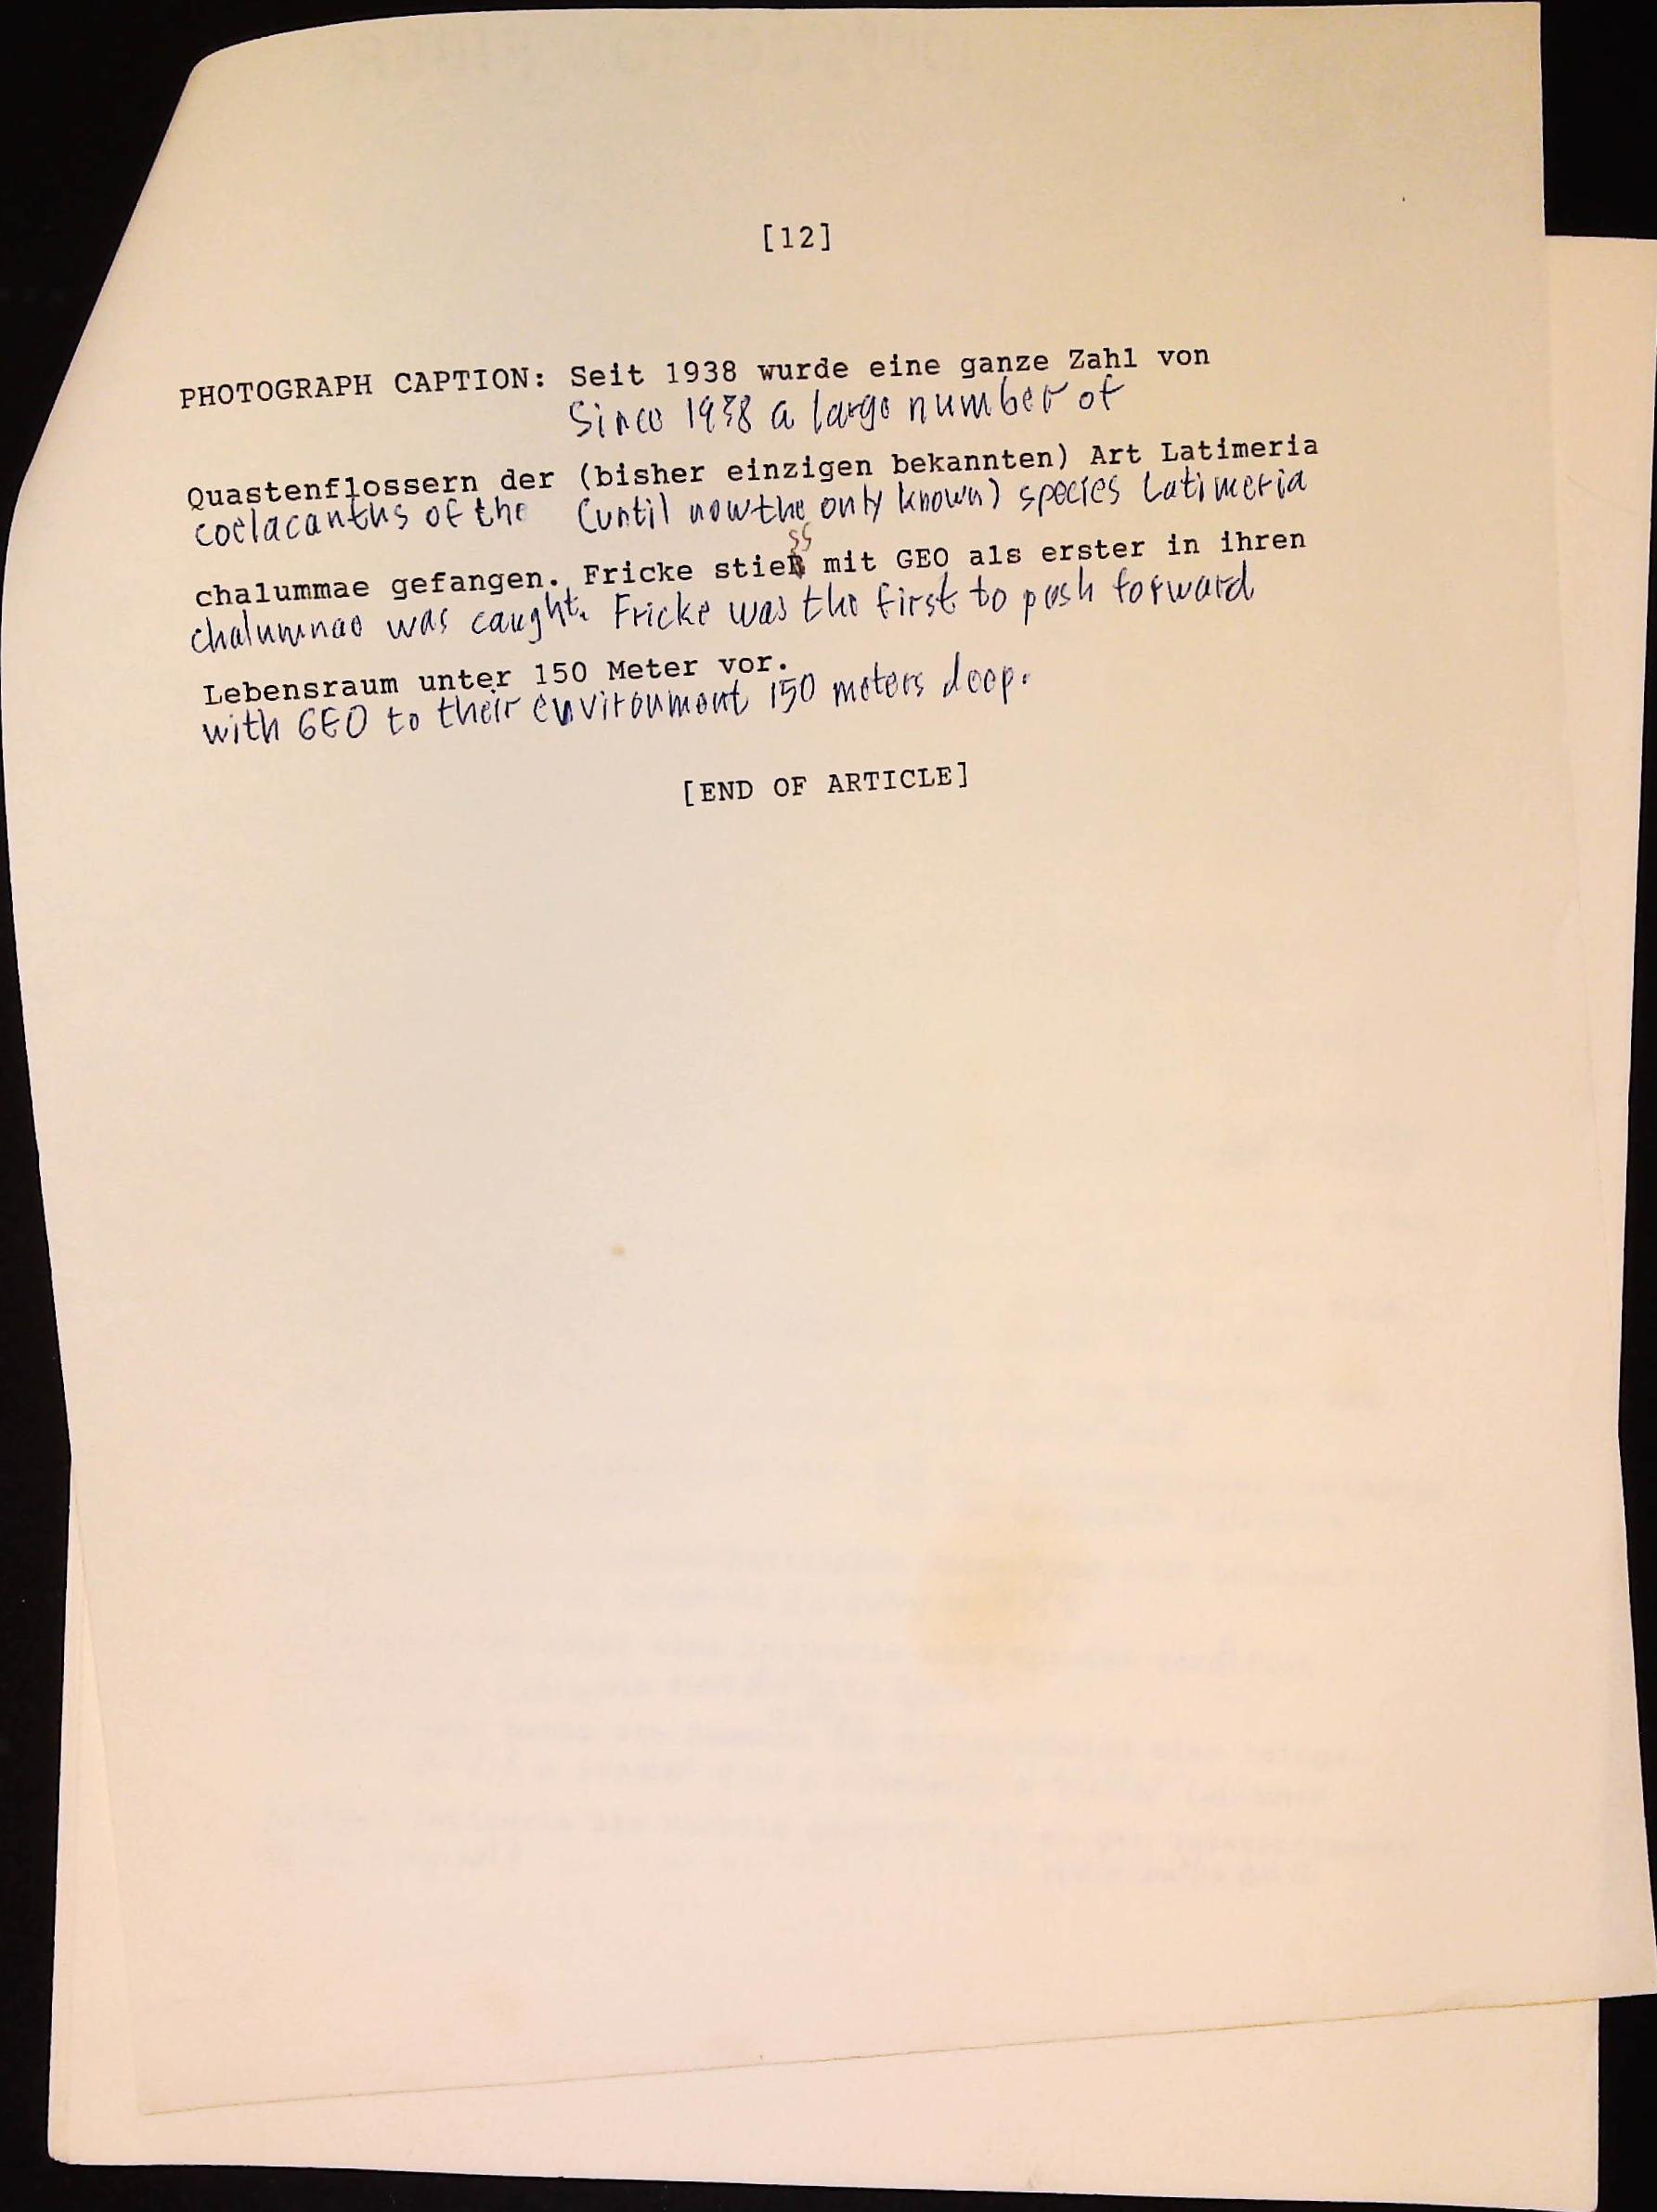 [12]
PHOTOGRAPH CAPTION: Seit 1938 wurde eine ganze Zahl von
Since 1938 a large number of
Quastenflossern der (bisher einzigen bekannten) Art Latimeria
coelacanths of the (until now the only known) species Latimeria
ss
chalummae gefangen. Fricke stieß mit GEO als erster in ihren
chalumnae was caught. Fricke was the first to push forward
Lebensraum unter 150 Meter vor.
with GEO to their environment 150 meters deep.
[END OF ARTICLE]